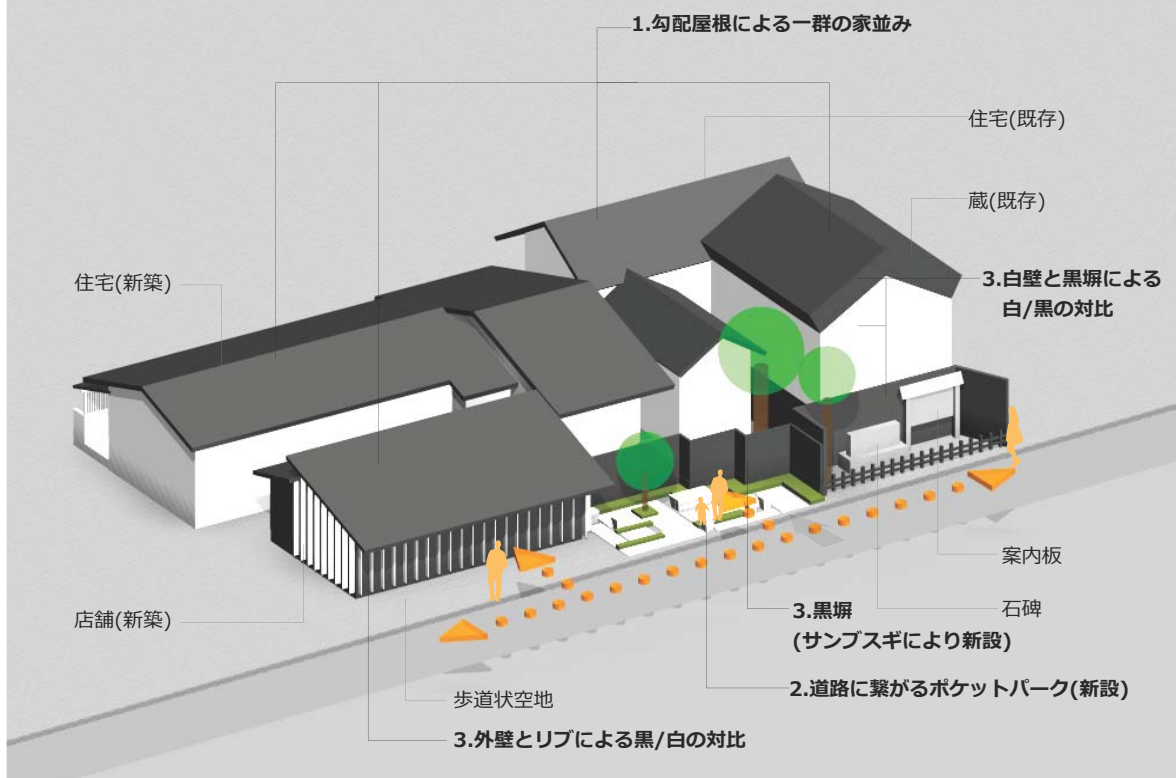 1.勾配屋根による一群の家並み
住宅(既存)
蔵(既存)
住宅(新築)
3.白壁と黒塀による
白/黒の対比
案内板
店舗(新築)
3.黒塀
石碑
(サンブスギにより新設)
2.道路に繋がるポケットパーク(新設)
歩道状空地
3.外壁とリブによる黒/白の対比